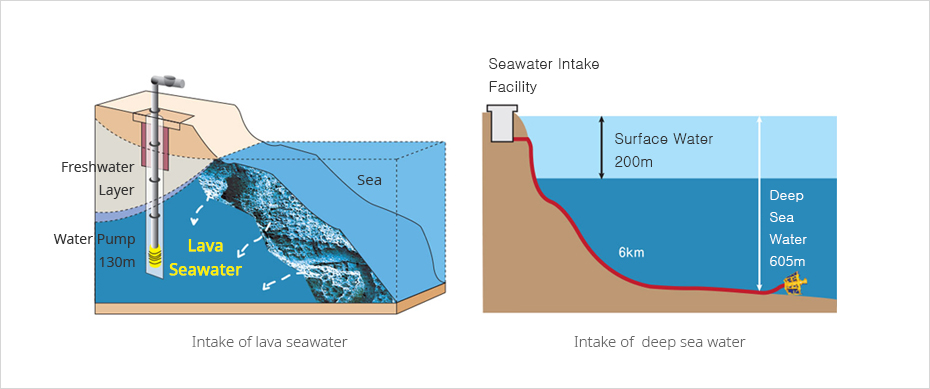 Freshwater
Layer
Water Pump
130m
Lava
Seawater
Sea
Intake of lava seawater
Seawater Intake
Facility
Surface Water
200m
Deep
Sea
Water
605m
6km
Intake of  deep sea water